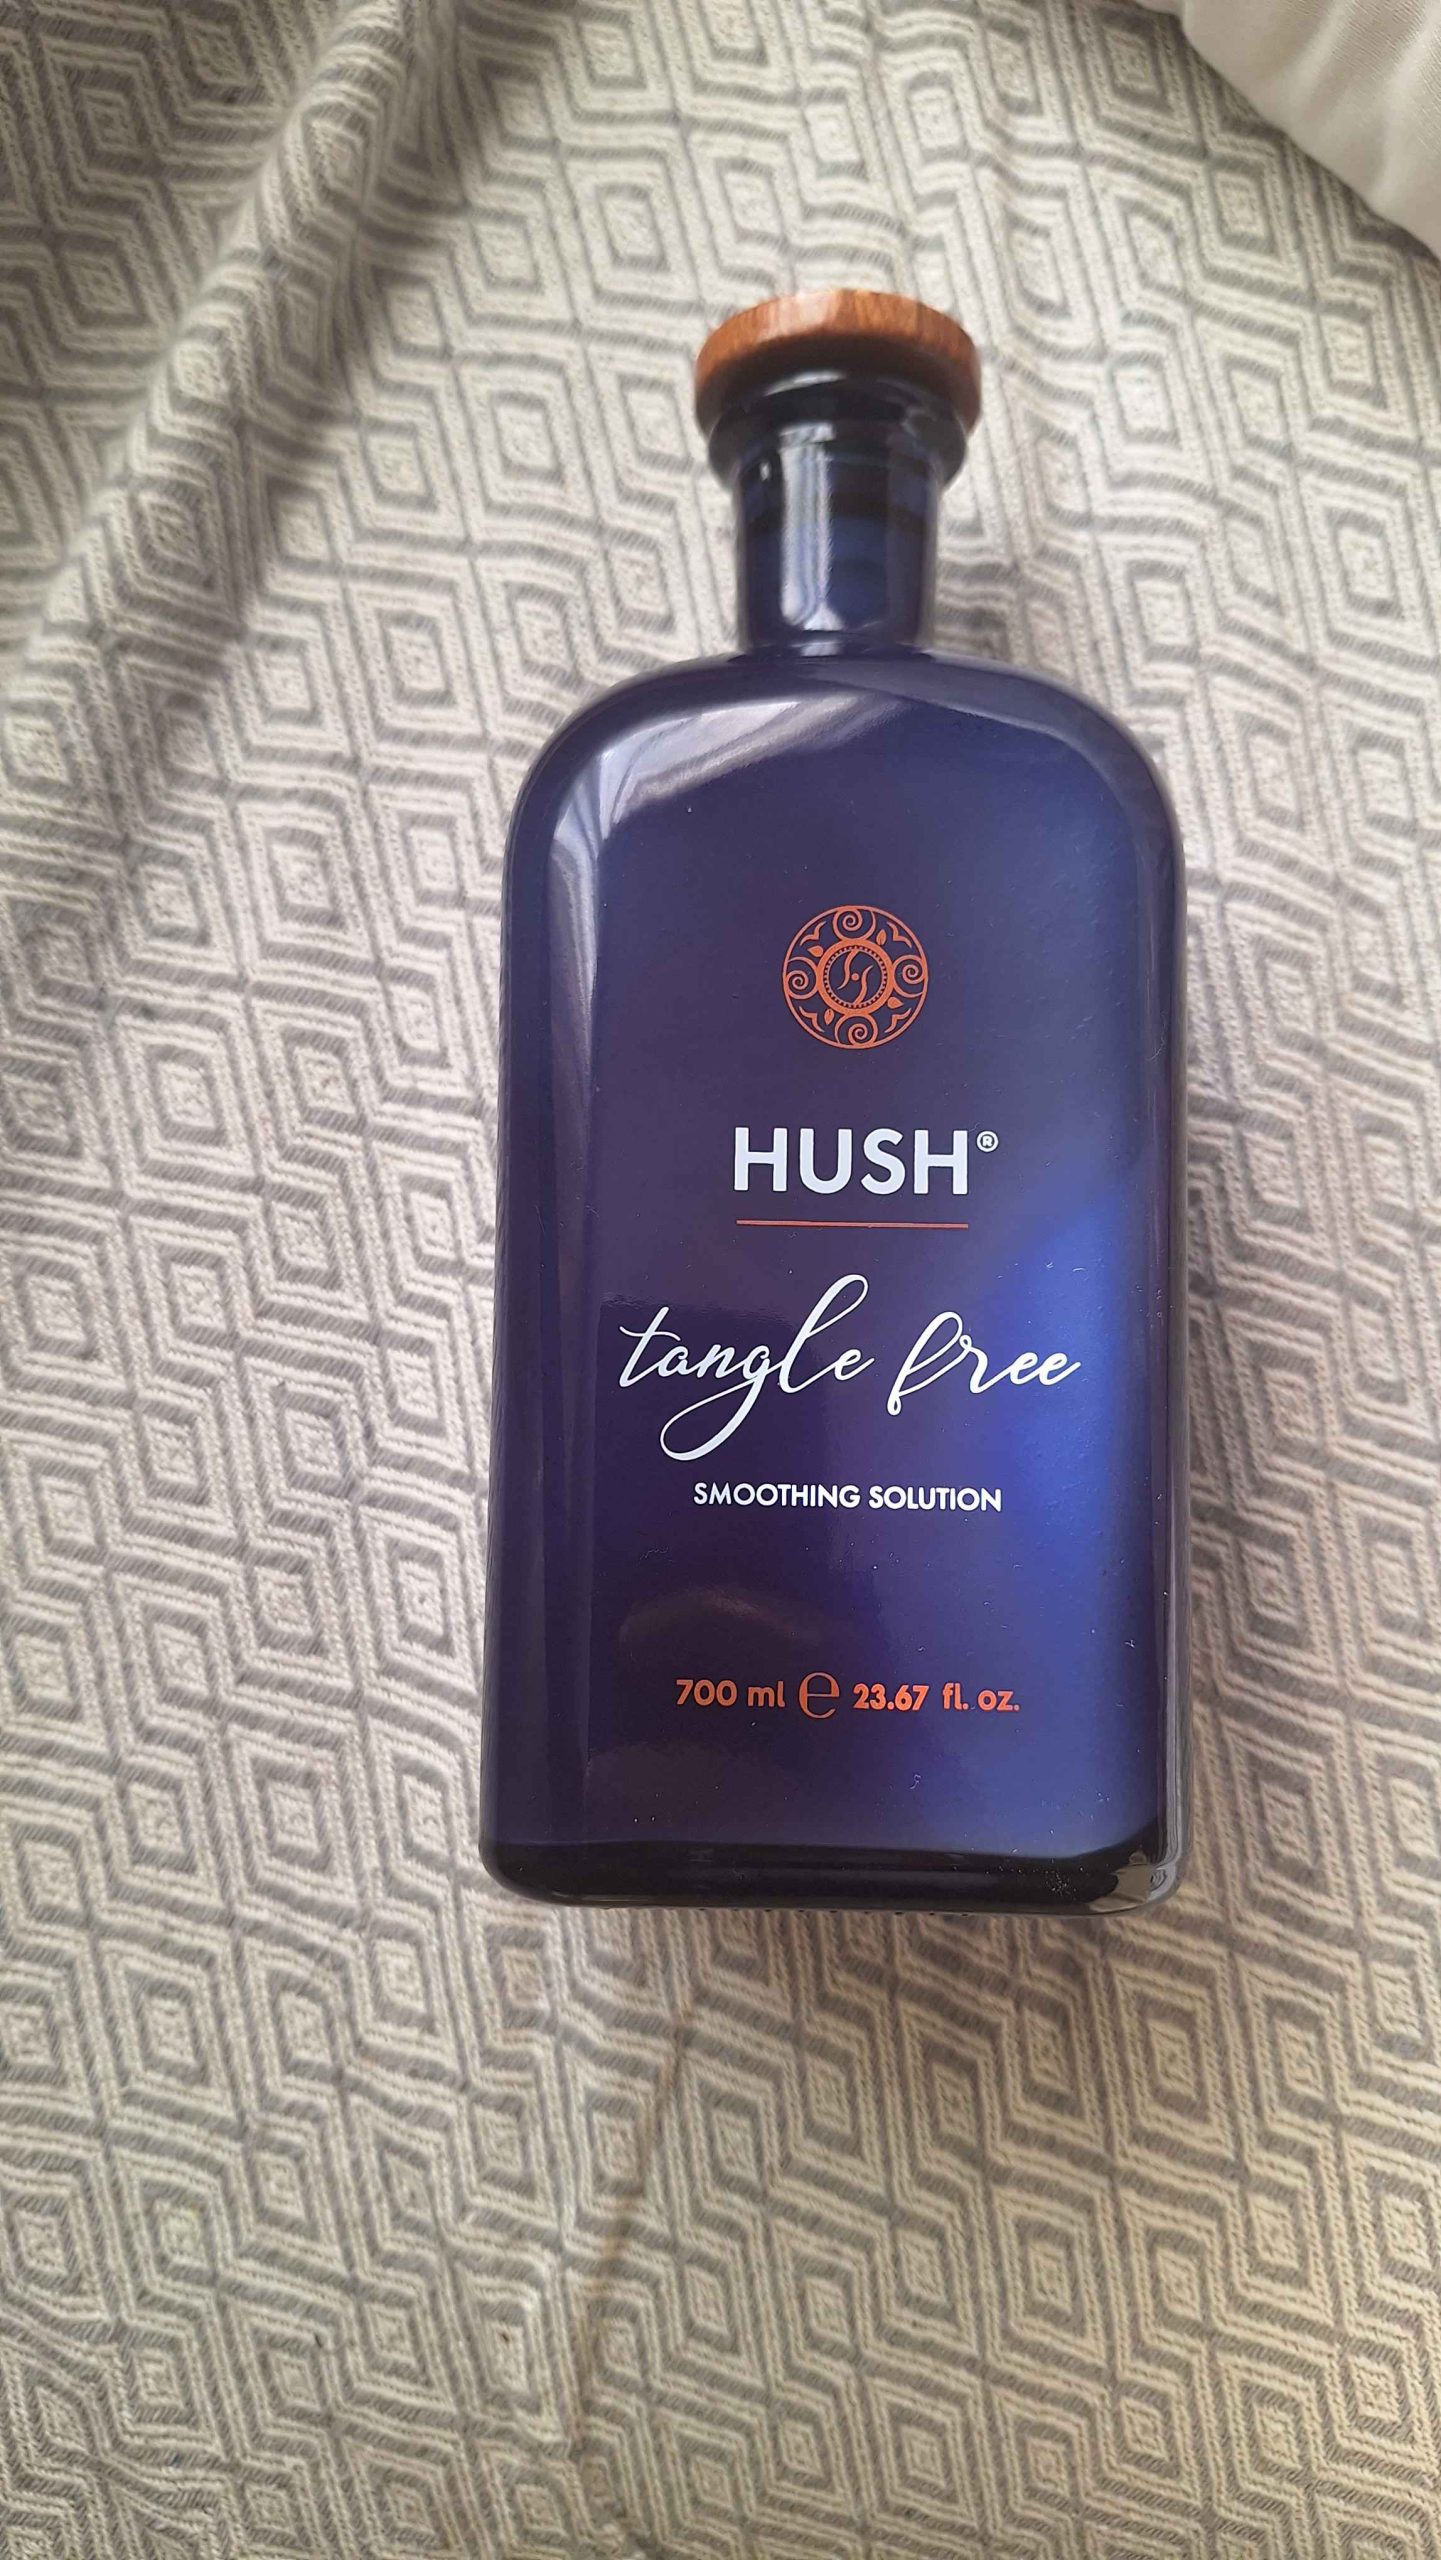 HUSH®
tangle free
SMOOTHING SOLUTION
700 ml ℮ 23.67 fl. oz.